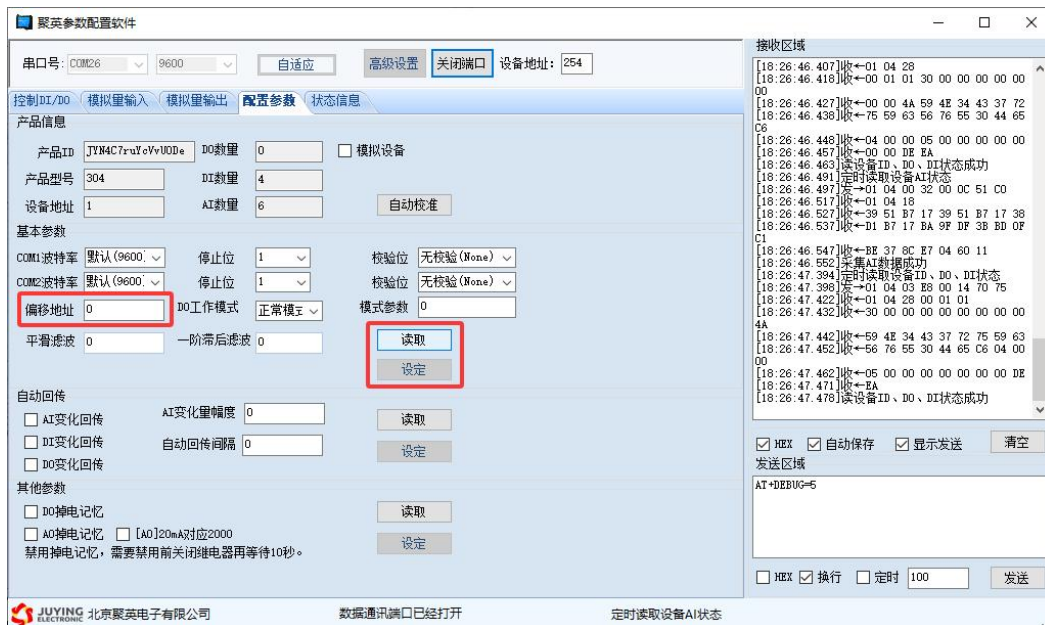 聚英参数配置软件
串口号: COM26 9600 自适应 高级设置 关闭端口 设备地址: 254
控制DI/DO 模拟量输入 模拟量输出 配置参数 状态信息
产品信息
产品ID JYN4C7ruYcVvU0De DO数量 0 模拟设备
产品型号 304 DI数量 4
设备地址 1 AI数量 6 自动校准
基本参数
COM1波特率 默认(9600) 停止位 1 校验位 无校验(None)
COM2波特率 默认(9600) 停止位 1 校验位 无校验(None)
偏移地址 0 DO工作模式 正常模式 模式参数 0
平滑滤波 0 一阶滞后滤波 0 读取
设定
自动回传
AI变化回传 AI变化量幅度 0 读取
DI变化回传 自动回传间隔 0 设定
DO变化回传
其他参数
DO掉电记忆 读取
AO掉电记忆 [AO]20mA对应2000 设定
禁用掉电记忆，需要禁用前关闭继电器再等待10秒。
接收区域
[18:26:46.407]收←01 04 28
[18:26:46.418]收←00 01 01 30 00 00 00 00 00
00
[18:26:46.427]收←00 00 4A 59 4E 34 43 37 72
[18:26:46.438]收←75 59 63 56 76 55 30 44 65
C6
[18:26:46.448]收←04 00 00 05 00 00 00 00 00
[18:26:46.457]收←00 00 DE EA
[18:26:46.463]读设备ID、DO、DI状态成功
[18:26:46.491]定时读取设备AI状态
[18:26:46.497]发→01 04 00 32 00 0C 51 C0
[18:26:46.517]收←01 04 18
[18:26:46.527]收←39 51 B7 17 39 51 B7 17 38
[18:26:46.537]收←D1 B7 17 BA 9F DF 3B BD 0F
C1
[18:26:46.547]收←BE 37 8C E7 04 60 11
[18:26:46.552]采集AI数据成功
[18:26:47.394]定时读取设备ID、DO、DI状态
[18:26:47.398]发→01 04 03 E8 00 14 70 75
[18:26:47.422]收←01 04 28 00 01 01
[18:26:47.432]收←30 00 00 00 00 00 00 00 00
4A
[18:26:47.442]收←59 4E 34 43 37 72 75 59 63
[18:26:47.452]收←56 76 55 30 44 65 C6 04 00
00
[18:26:47.462]收←05 00 00 00 00 00 00 00 DE
[18:26:47.471]收←EA
[18:26:47.478]读设备ID、DO、DI状态成功
HEX 自动保存 显示发送 清空
发送区域
AT+DEBUG=5
HEX 换行 定时 100 发送
JUYING ELECTRONIC 北京聚英电子有限公司 数据通讯端口已经打开 定时读取设备AI状态